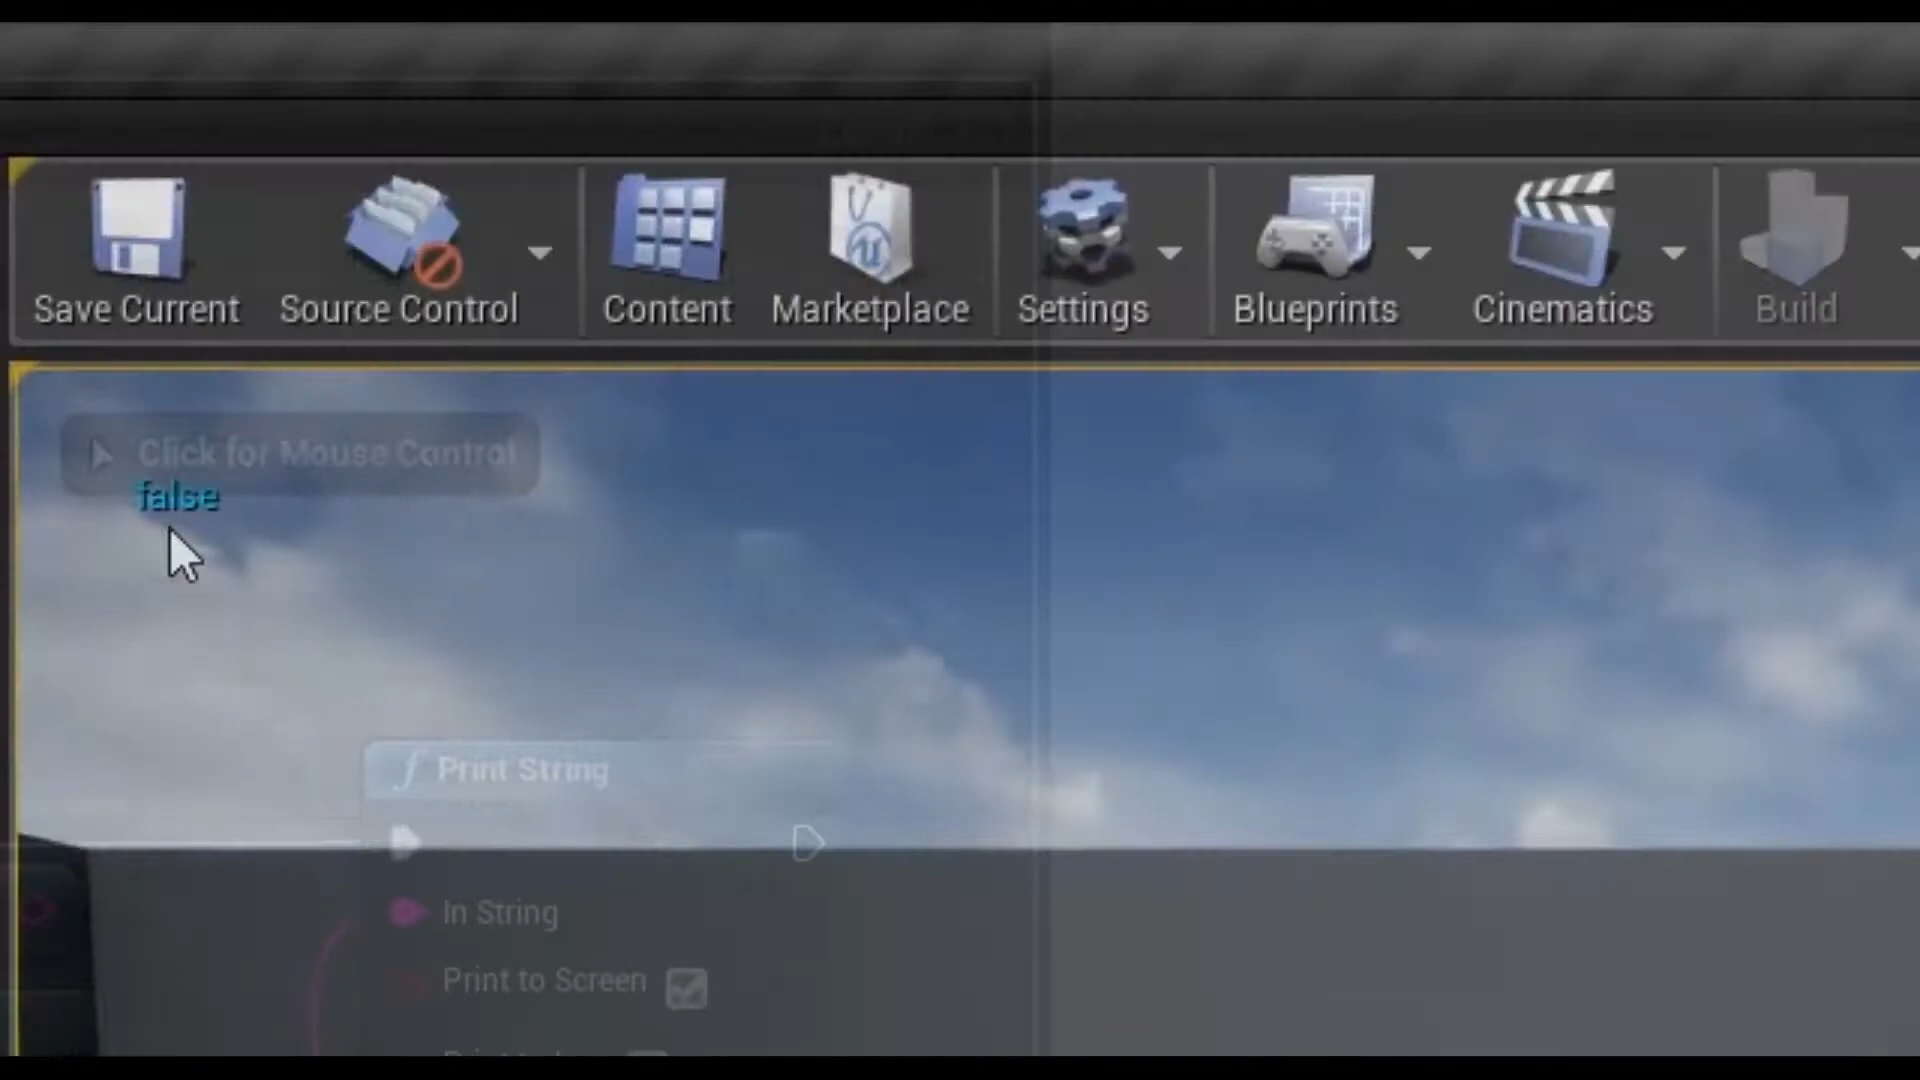 Save Current
Source Control
Content
Marketplace
Settings
Blueprints
Cinematics
Build
Click for Mouse Control
false
f Print String
In String
Print to Screen